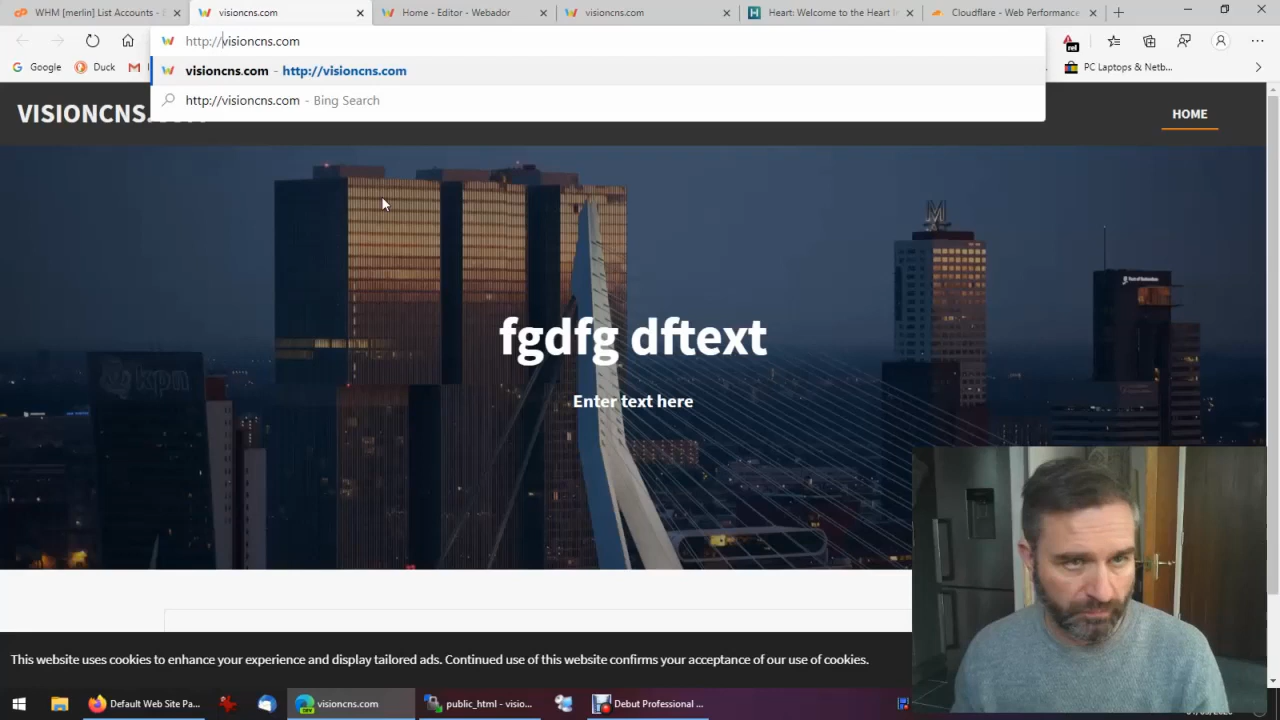 WHM [merlin] List Accounts - E
visioncns.com
Home - Editor - Webador
visioncns.com
Heart: Welcome to the Heart I
Cloudflare - Web Performance
http://visioncns.com
rel
Google
Duck
PC Laptops & Netb...
visioncns.com - http://visioncns.com
http://visioncns.com - Bing Search
VISIONCNS.
HOME
M
kpn
fgdfg dftext
Enter text here
This website uses cookies to enhance your experience and display tailored ads. Continued use of this website confirms your acceptance of our use of cookies.
Default Web Site Pa...
visioncns.com
public_html - visio...
Debut Professional ...